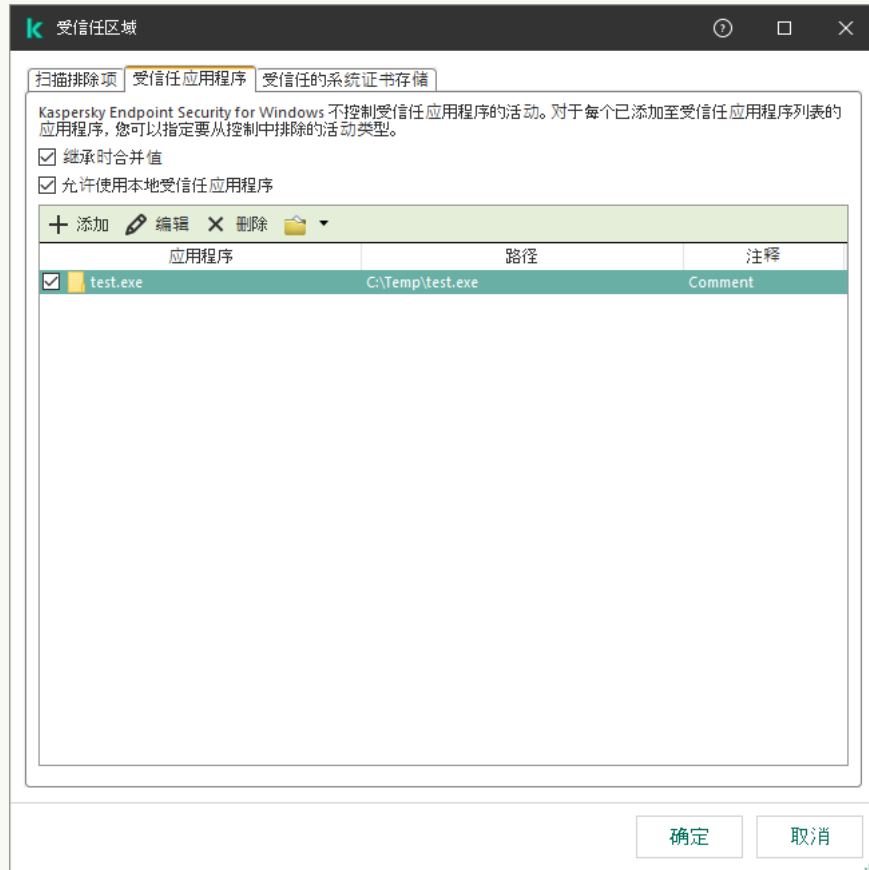 受信任区域
扫描排除项 受信任应用程序 受信任的系统证书存储
Kaspersky Endpoint Security for Windows 不控制受信任应用程序的活动。对于每个已添加至受信任应用程序列表的
应用程序, 您可以指定要从控制中排除的活动类型。
继承时合并值
允许使用本地受信任应用程序
添加 编辑 删除
应用程序 路径 注释
test.exe C:\Temp\test.exe Comment
确定 取消